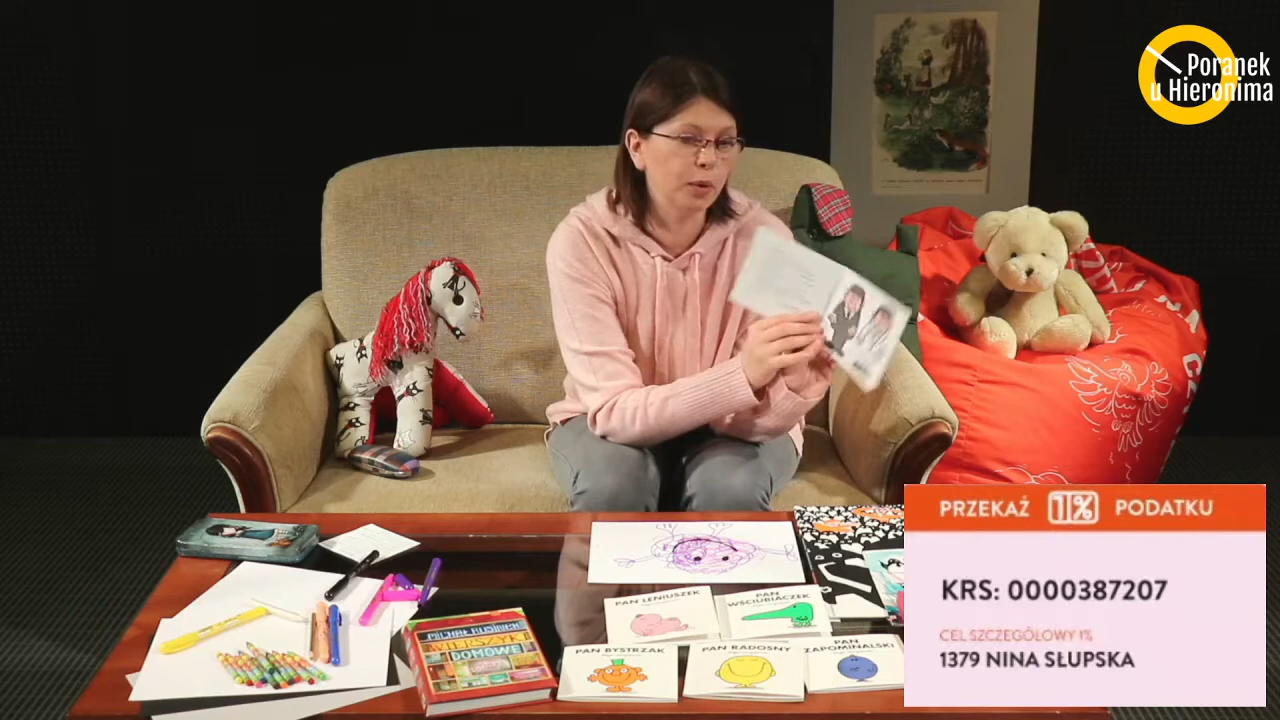 Poranek
u Hieronima
PAN LENIUSZEK
PAN
WŚCIUBIACZEK
MICHAŁ RUSINEK
WIERSZYKI
DOMOWE
PAN BYSTRZAK
PAN RADOSNY
PAN
ZAPOMINALSKI
PRZEKAŻ 1% PODATKU
KRS: 0000387207
CEL SZCZEGÓŁOWY 1%
1379 NINA SŁUPSKA